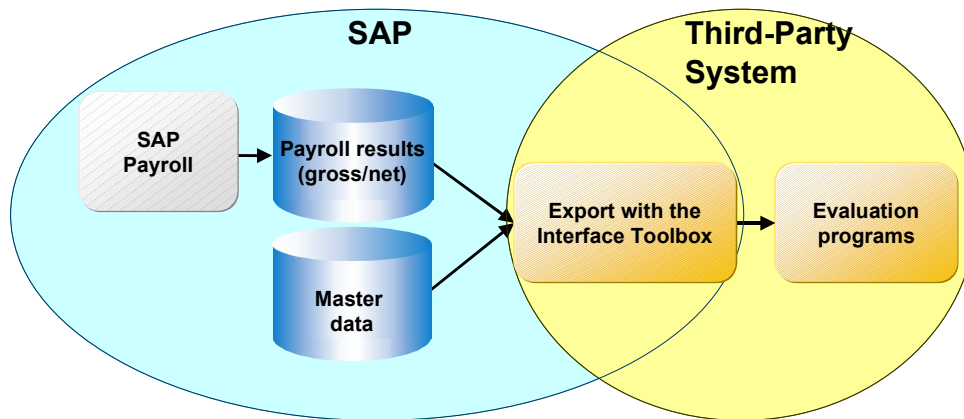 SAP
Third-Party
System
SAP
Payroll
Payroll results
(gross/net)
Master
data
Export with the
Interface Toolbox
Evaluation
programs